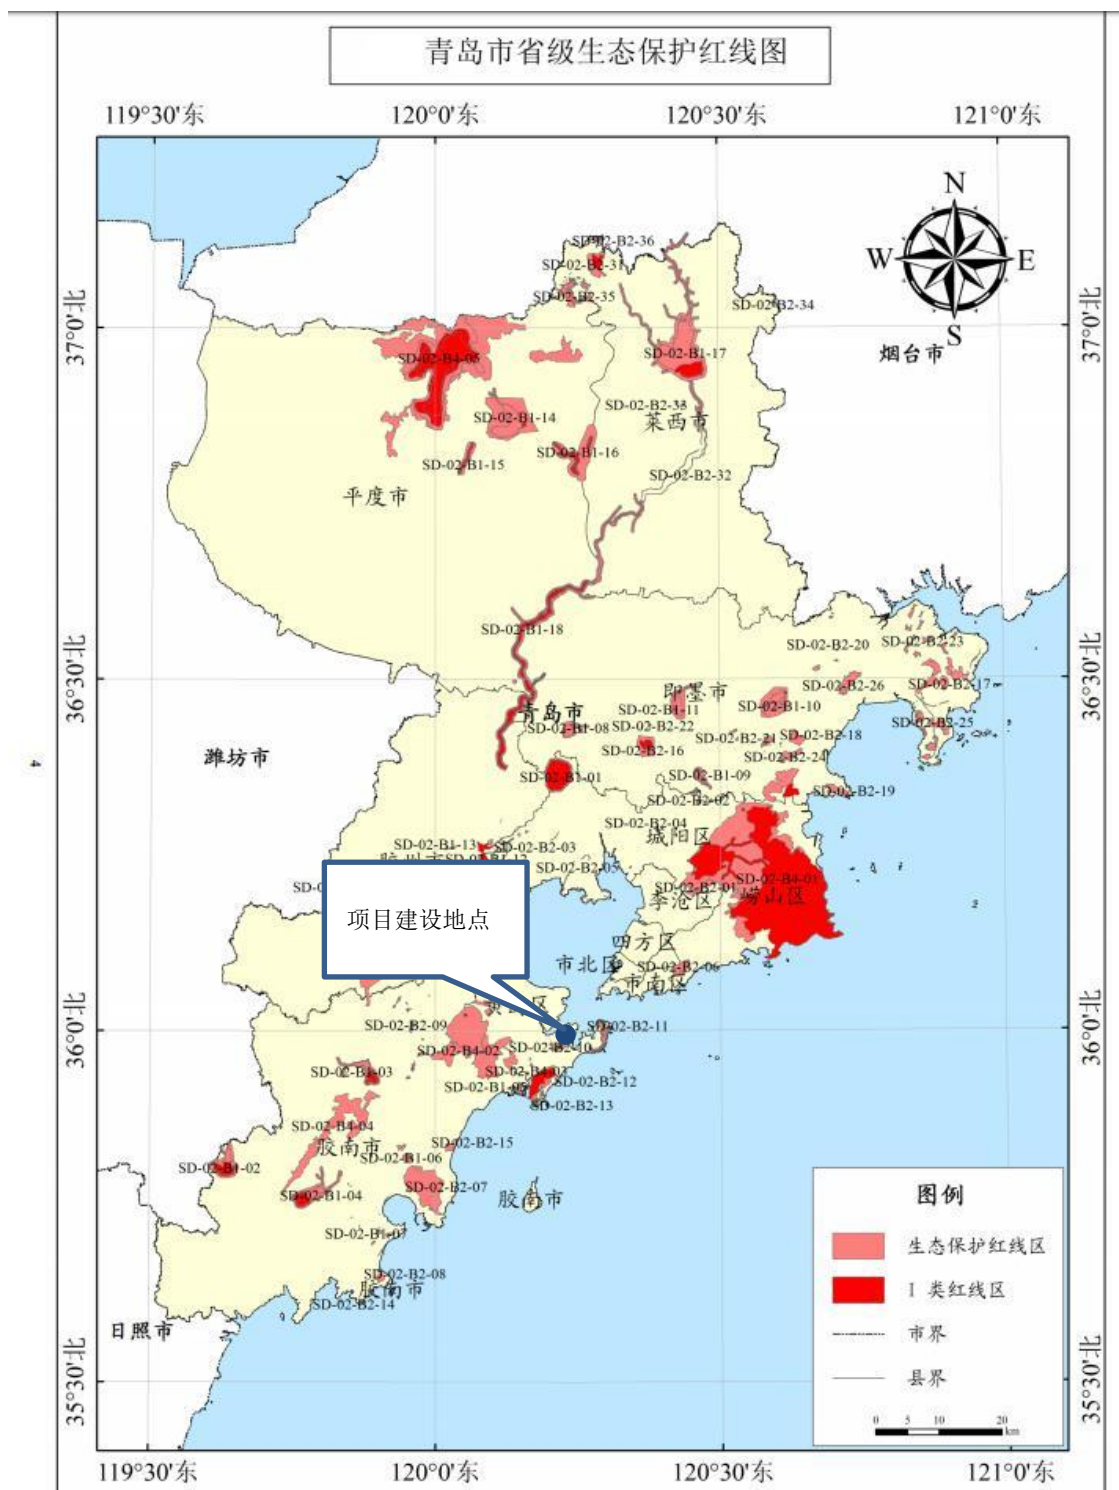 青岛市省级生态保护红线图
119°30'东
120°0'东
120°30'东
121°0'东
N
W
E
S
37°0'北
37°0'北
烟台市
SD-02-B2-36
SD-02-B2-31
SD-02-B2-35
SD-02-B2-34
SD-02-B4-05
SD-02-B1-17
SD-02-B1-14
SD-02-B2-33
莱西市
SD-02-B1-16
SD-02-B1-15
SD-02-B2-32
平度市
SD-02-B1-18
SD-02-B2-23
SD-02-B2-20
36°30'北
36°30'北
SD-02-B2-26
SD-02-B2-17
即墨市
SD-02-B1-11
SD-02-B1-10
青岛市
SD-02-B1-08
SD-02-B2-22
SD-02-B2-25
SD-02-B2-21
SD-02-B2-18
SD-02-B2-16
SD-02-B2-24
潍坊市
4
SD-02-B1-01
SD-02-B1-09
SD-02-B2-19
SD-02-B2-02
SD-02-B2-04
城阳区
SD-02-B1-13
SD-02-B2-03
SD-02-B1-12
SD-02-B2-05
SD-02-B4-01
SD-02-B2-01
李沧区
崂山区
项目建设地点
四方区
市北区
SD-02-B2-06
市南区
36°0'北
36°0'北
SD-02-B2-09
SD-02-B2-11
SD-02-B4-02
SD-02-B2-10
SD-02-B1-03
SD-02-B4-03
SD-02-B1-05
SD-02-B2-12
SD-02-B2-13
SD-02-B4-04
胶南市
SD-02-B2-15
SD-02-B1-06
SD-02-B1-02
SD-02-B2-07
SD-02-B1-04
胶南市
SD-02-B1-07
SD-02-B2-08
胶南市
SD-02-B2-14
日照市
图例
生态保护红线区
I 类红线区
市界
县界
0 5 10 20
km
35°30'北
35°30'北
119°30'东
120°0'东
120°30'东
121°0'东